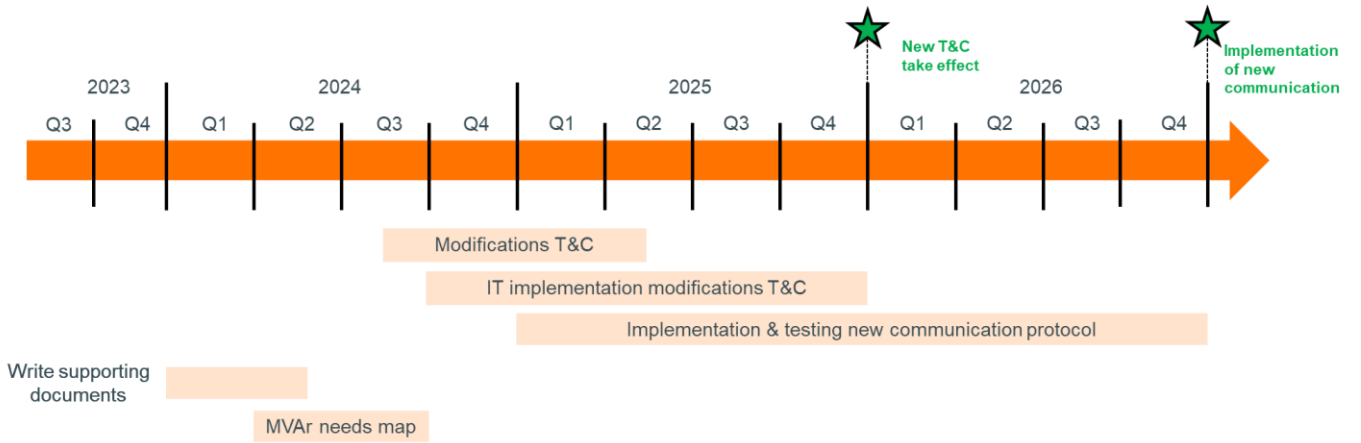 New T&C
take effect
Implementation
of new
communication
2023
2024
2025
2026
Q3
Q4
Q1
Q2
Q3
Q4
Q1
Q2
Q3
Q4
Q1
Q2
Q3
Q4
Modifications T&C
IT implementation modifications T&C
Implementation & testing new communication protocol
Write supporting
documents
MVAr needs map